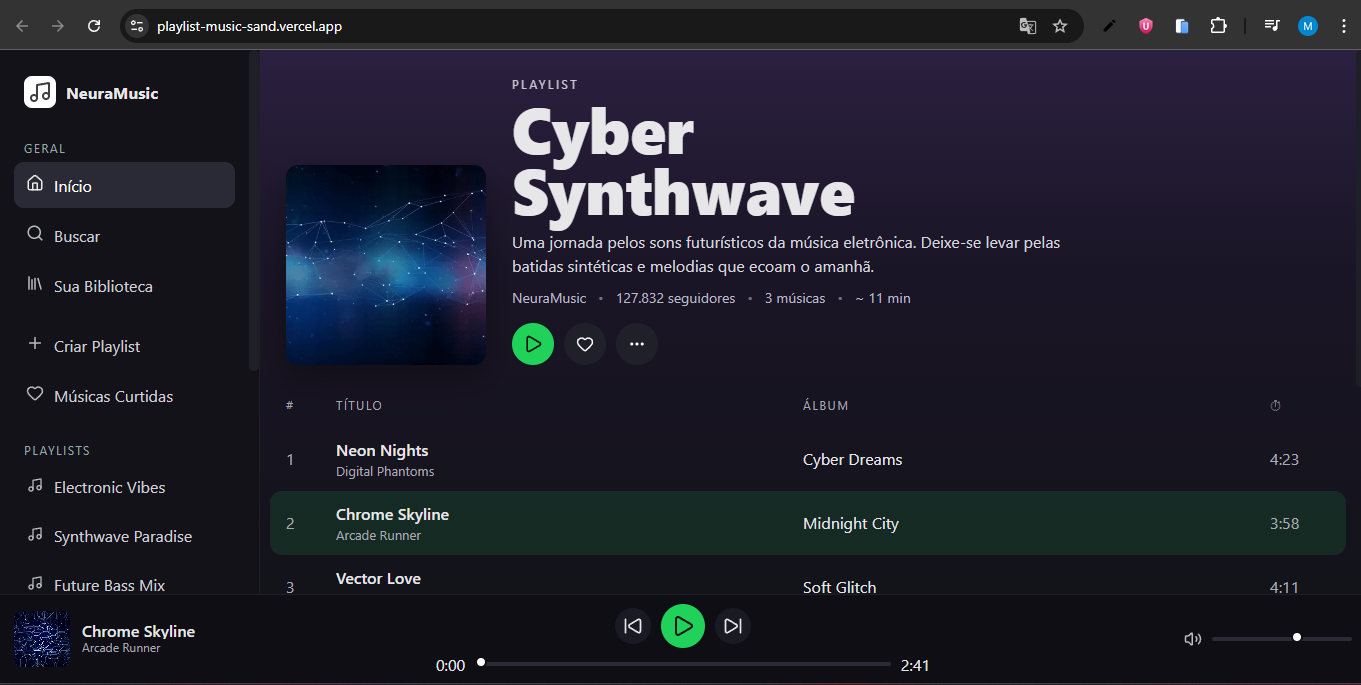 playlist-music-sand.vercel.app
M
NeuraMusic
GERAL
Início
Buscar
Sua Biblioteca
Criar Playlist
Músicas Curtidas
PLAYLISTS
Electronic Vibes
Synthwave Paradise
Future Bass Mix
PLAYLIST
Cyber
Synthwave
Uma jornada pelos sons futurísticos da música eletrônica. Deixe-se levar pelas
batidas sintéticas e melodias que ecoam o amanhã.
NeuraMusic • 127.832 seguidores • 3 músicas • ~ 11 min
# TÍTULO ÁLBUM
1 Neon Nights Cyber Dreams 4:23
Digital Phantoms
2 Chrome Skyline Midnight City 3:58
Arcade Runner
3 Vector Love Soft Glitch 4:11
Chrome Skyline
Arcade Runner
0:00 2:41